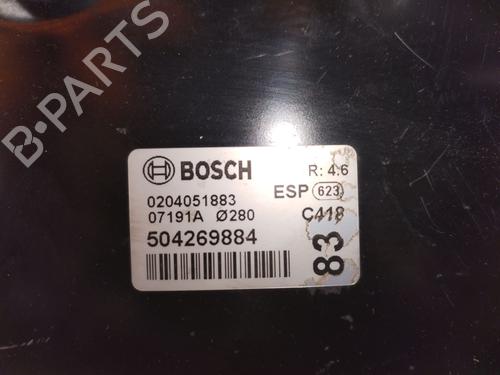 B-PARTS
BOSCH
R: 4.6
0204051883
ESP 623
07191A Ø280
C418
504269884
83